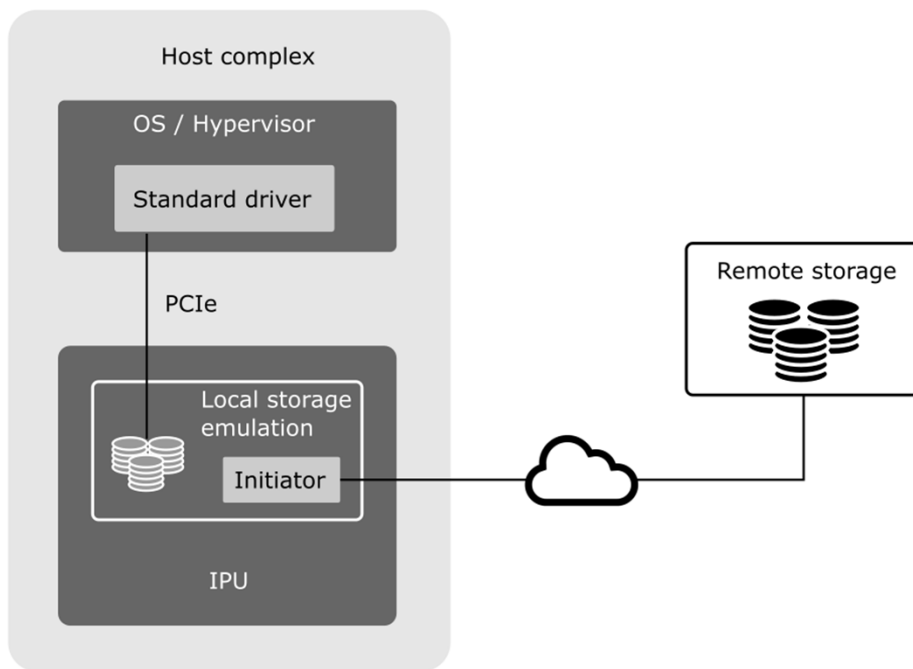 Host complex
OS / Hypervisor
Standard driver
PCIe
Local storage
emulation
Initiator
IPU
Remote storage